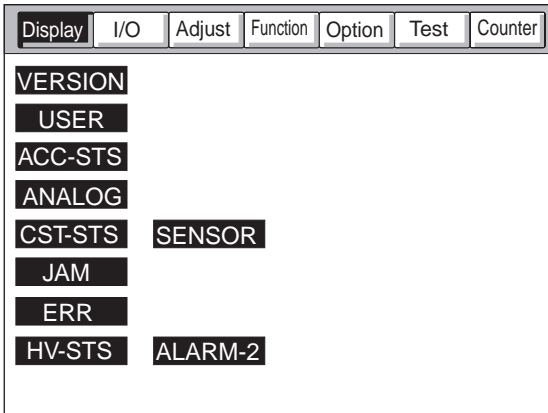 Display I/O Adjust Function Option Test Counter
VERSION
USER
ACC-STS
ANALOG
CST-STS SENSOR
JAM
ERR
HV-STS ALARM-2